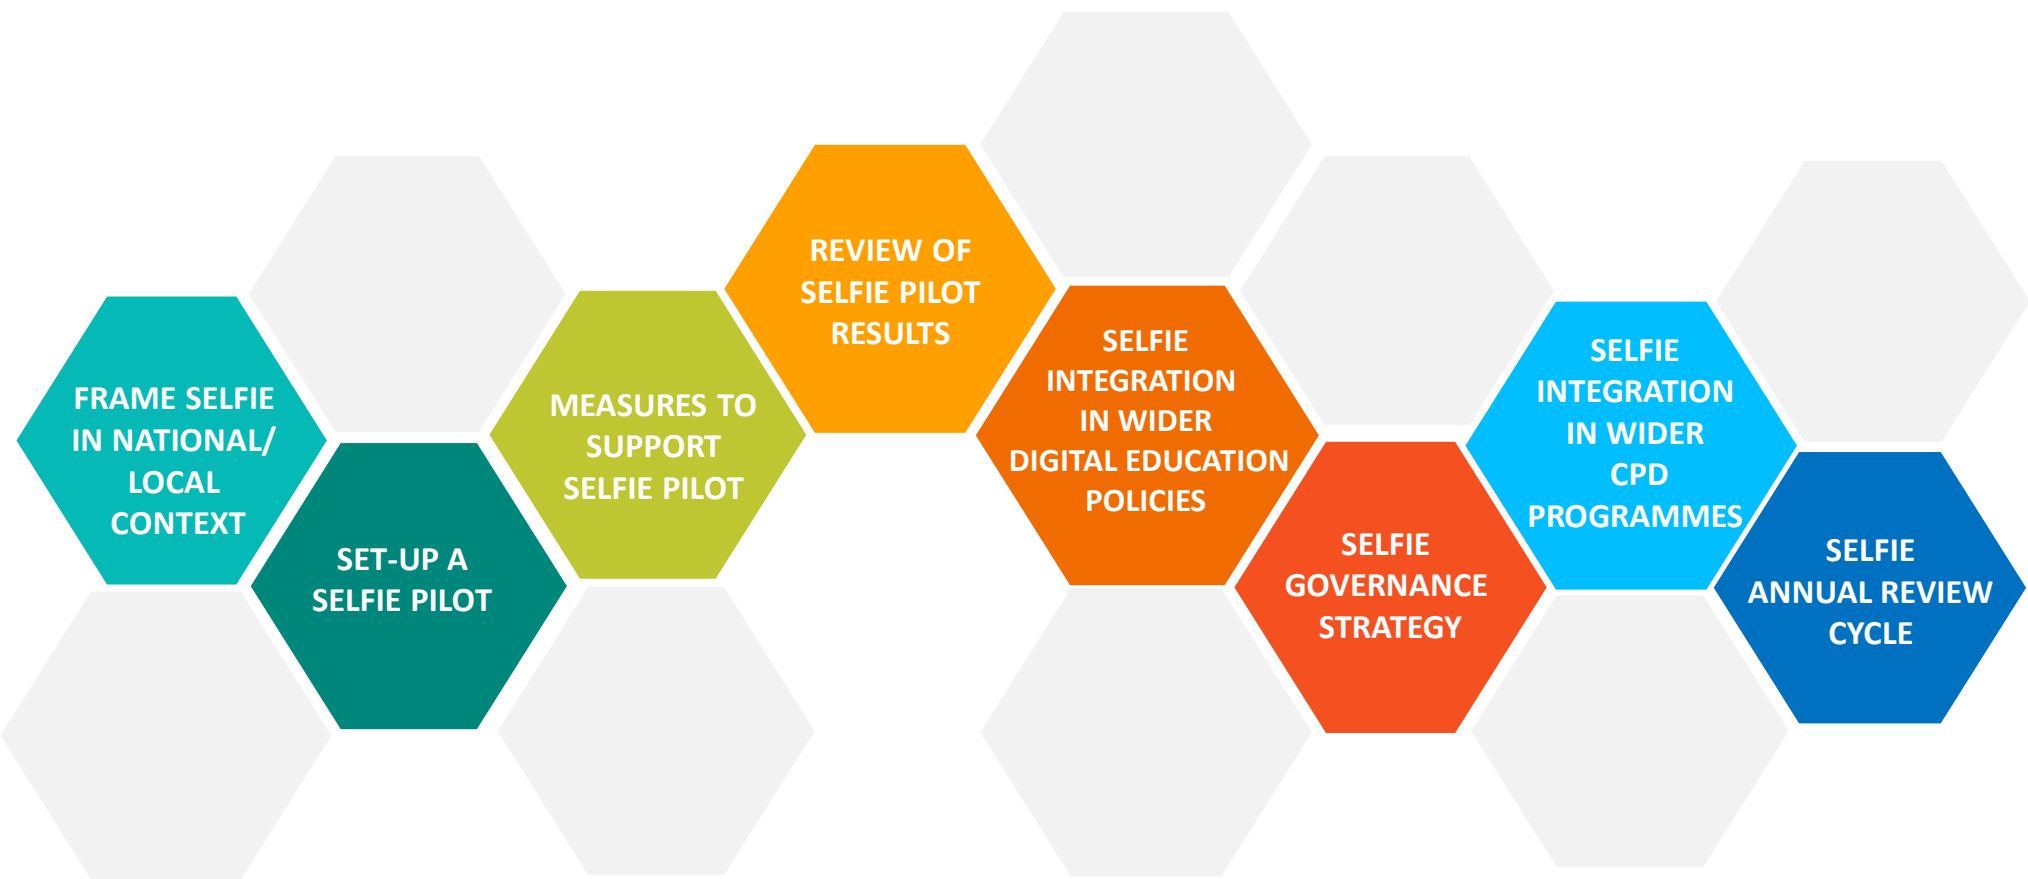 FRAME SELFIE
IN NATIONAL/
LOCAL
CONTEXT
SET-UP A
SELFIE PILOT
MEASURES TO
SUPPORT
SELFIE PILOT
REVIEW OF
SELFIE PILOT
RESULTS
SELFIE
INTEGRATION
IN WIDER
DIGITAL EDUCATION
POLICIES
SELFIE
GOVERNANCE
STRATEGY
SELFIE
INTEGRATION
IN WIDER
CPD
PROGRAMMES
SELFIE
ANNUAL REVIEW
CYCLE